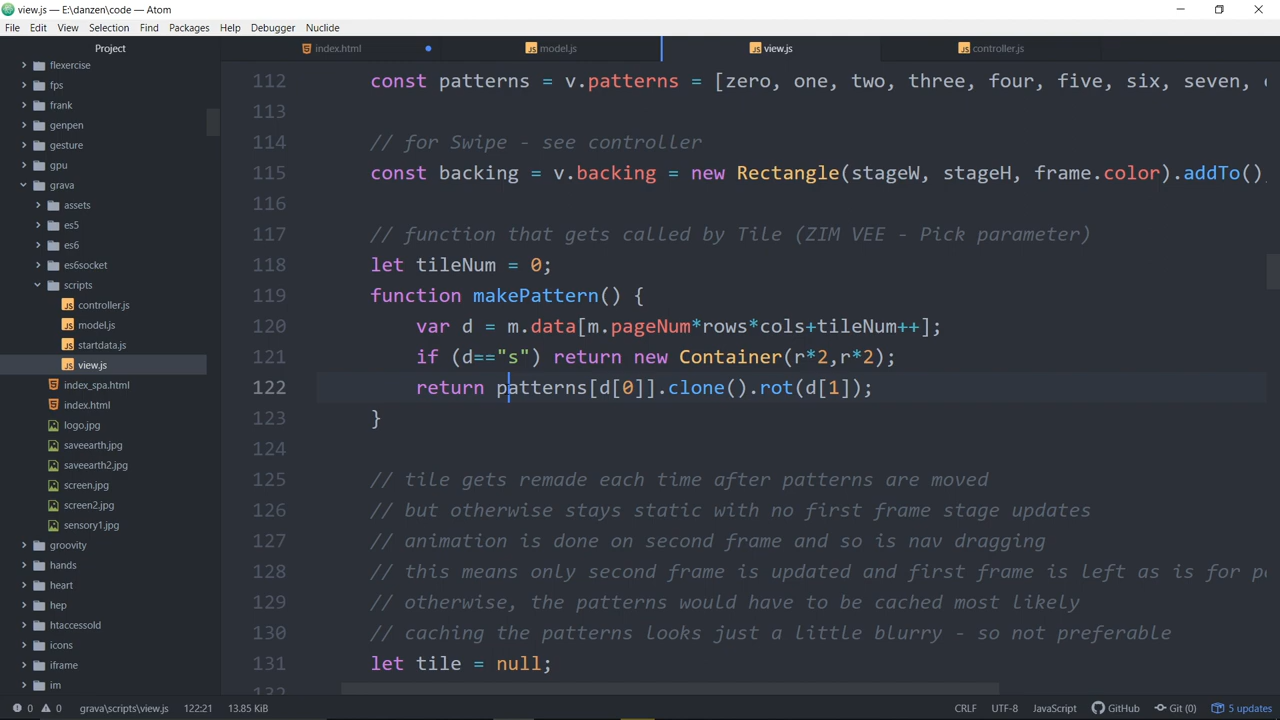 view.js — E:\danzen\code — Atom
File Edit View Selection Find Packages Help Debugger Nuclide
Project
index.html
model.js
view.js
controller.js
flexercise
fps
frank
genpen
gesture
gpu
grava
assets
es5
es6
es6socket
scripts
controller.js
model.js
startdata.js
view.js
index_spa.html
index.html
logo.jpg
saveearth.jpg
saveearth2.jpg
screen.jpg
screen2.jpg
sensory1.jpg
groovity
hands
heart
hep
htaccessold
icons
iframe
im
112 const patterns = v.patterns = [zero, one, two, three, four, five, six, seven,
113
114 // for Swipe - see controller
115 const backing = v.backing = new Rectangle(stageW, stageH, frame.color).addTo()
116
117 // function that gets called by Tile (ZIM VEE - Pick parameter)
118 let tileNum = 0;
119 function makePattern() {
120 var d = m.data[m.pageNum*rows*cols+tileNum++];
121 if (d=="s") return new Container(r*2,r*2);
122 return patterns[d[0]].clone().rot(d[1]);
123 }
124
125 // tile gets remade each time after patterns are moved
126 // but otherwise stays static with no first frame stage updates
127 // animation is done on second frame and so is nav dragging
128 // this means only second frame is updated and first frame is left as is for
129 // otherwise, the patterns would have to be cached most likely
130 // caching the patterns looks just a little blurry - so not preferable
131 let tile = null;
0 0 grava\scripts\view.js 122:21 13.85 KiB CRLF UTF-8 JavaScript GitHub Git (0) 5 updates